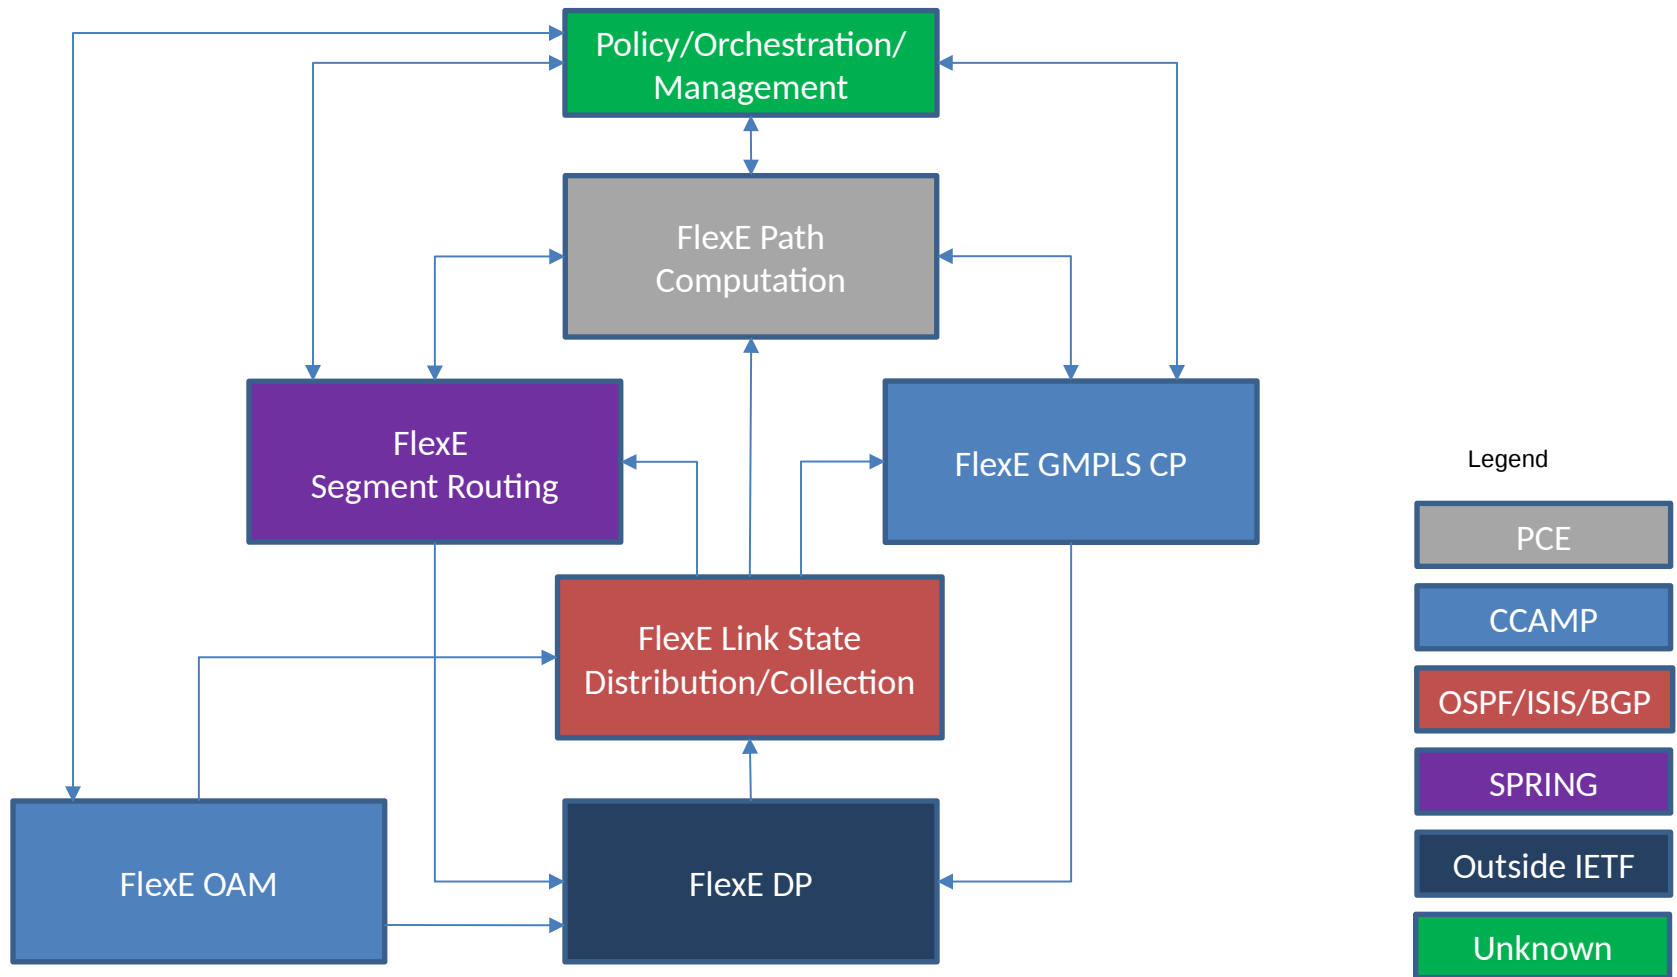 Policy/Orchestration/
Management
FlexE Path
Computation
FlexE
Segment Routing
FlexE GMPLS CP
FlexE Link State
Distribution/Collection
FlexE OAM
FlexE DP
Legend
PCE
CCAMP
OSPF/ISIS/BGP
SPRING
Outside IETF
Unknown